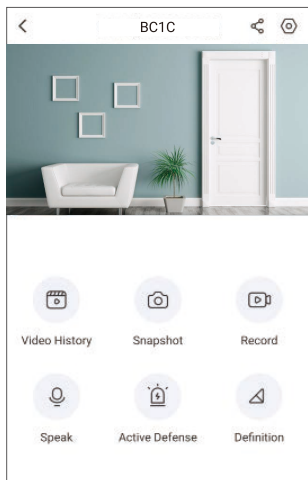 BC1C
Video History
Snapshot
Record
Speak
Active Defense
Definition